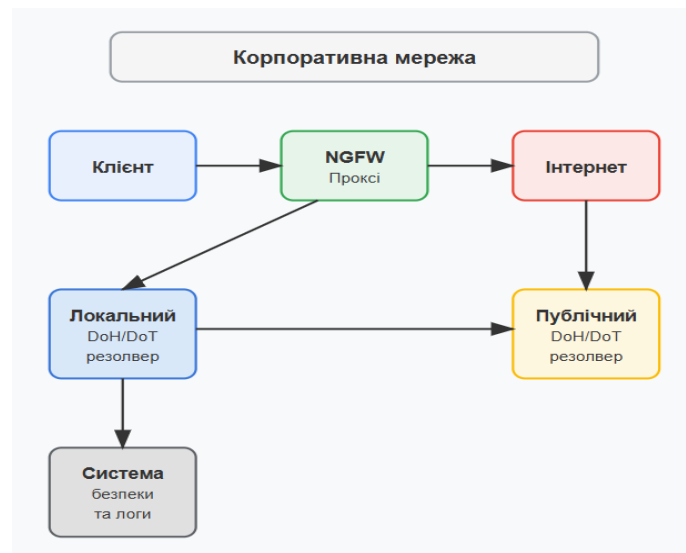 Корпоративна мережа
Клієнт
NGFW
Проксі
Інтернет
Локальний
DoH/DoT
резолвер
Публічний
DoH/DoT
резолвер
Система
безпеки
та логи